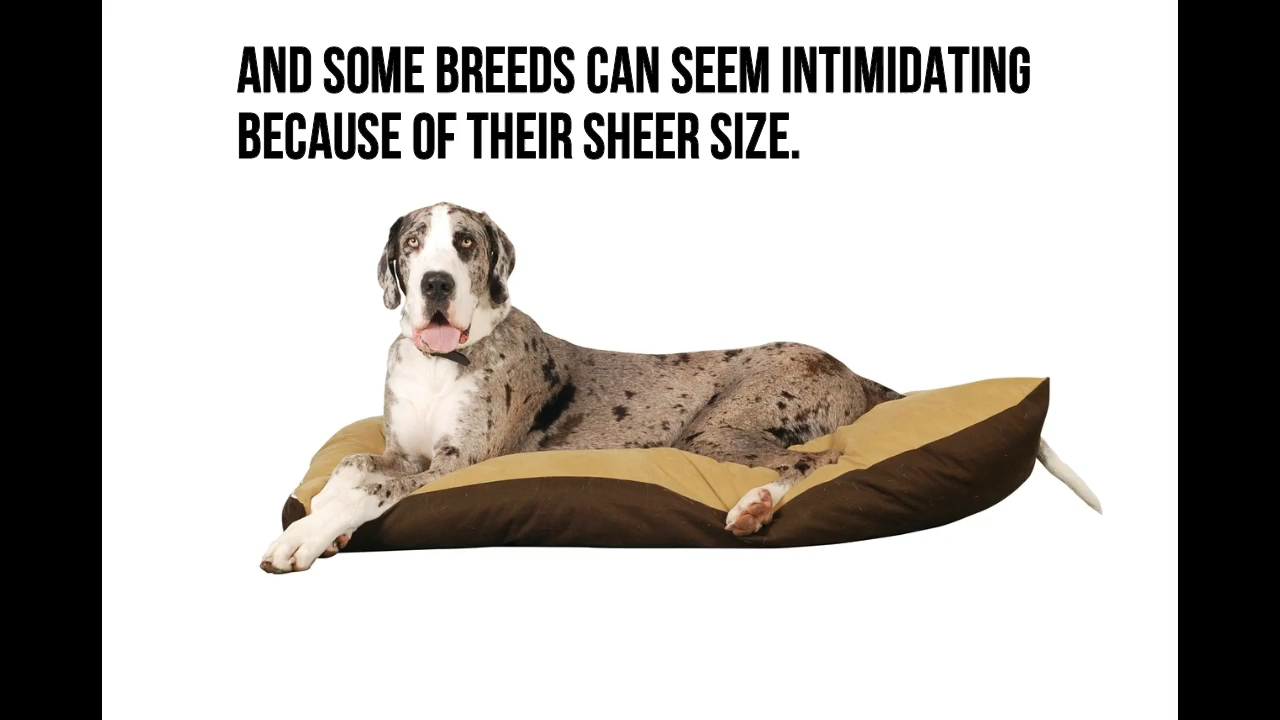 AND SOME BREEDS CAN SEEM INTIMIDATING
BECAUSE OF THEIR SHEER SIZE.